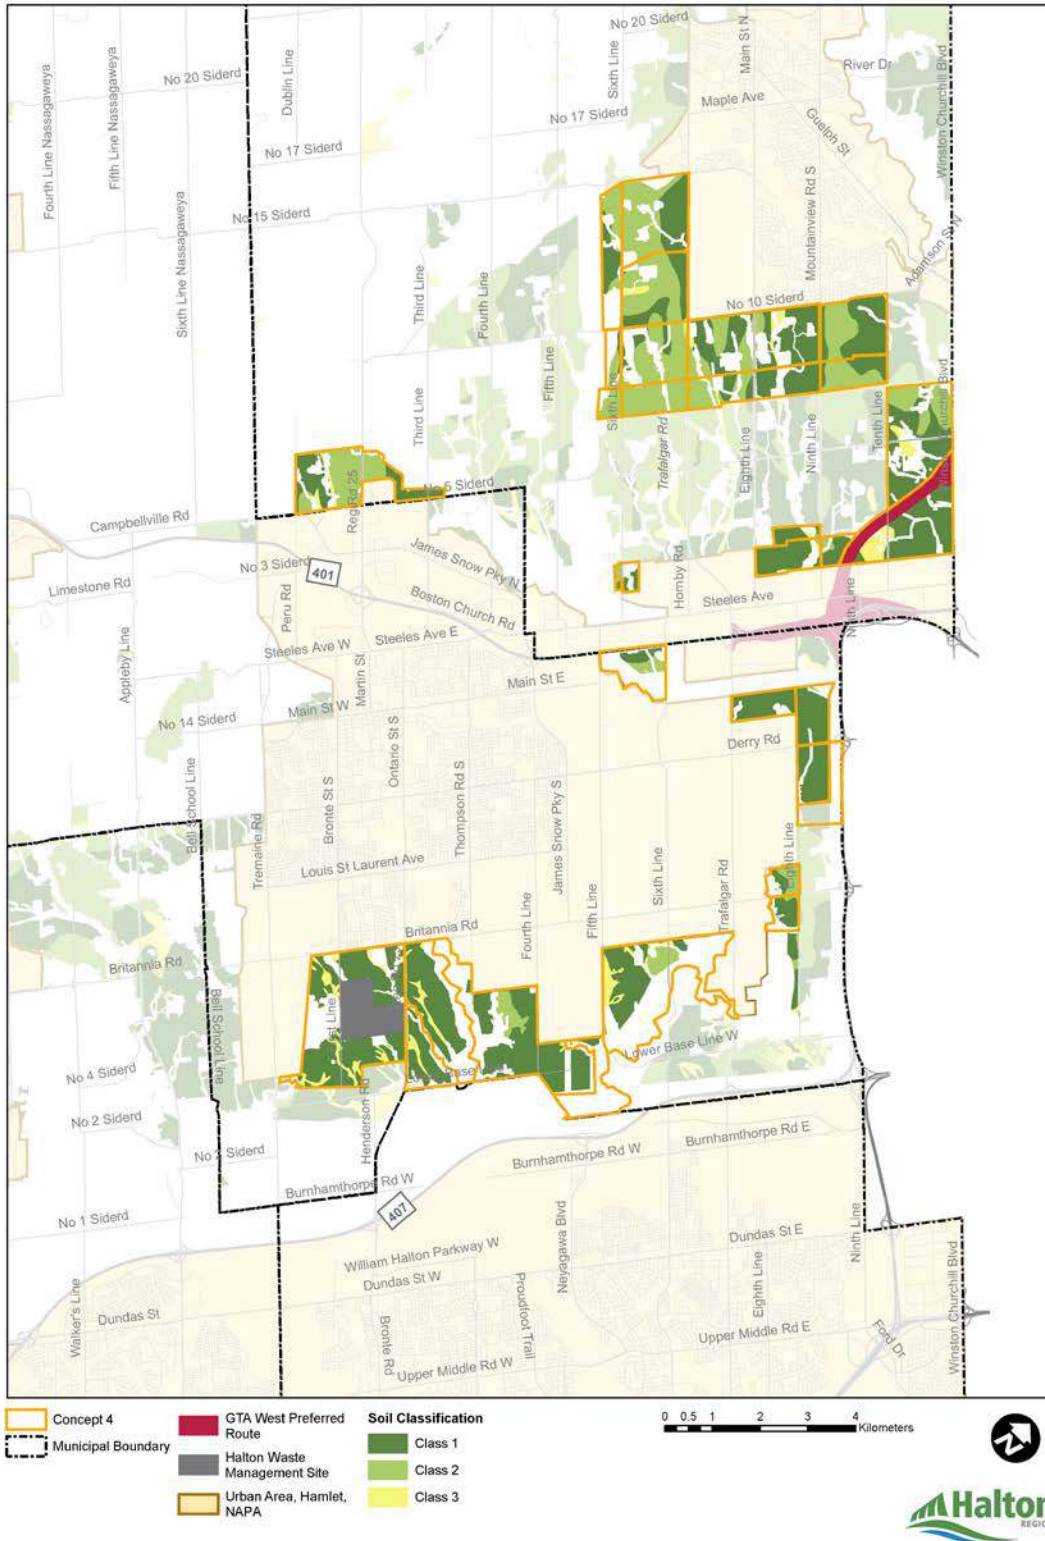 No 20 Siderd
Main St N
Sixth Line
River Dr
Winston Churchill Blvd
Fourth Line Nassagaweya
Fifth Line Nassagaweya
No 20 Siderd
Dublin Line
Maple Ave
No 17 Siderd
Guelph St
No 17 Siderd
Sixth Line Nassagaweya
No 15 Siderd
Mountainview Rd S
Adamson St N
Third Line
Fourth Line
No 10 Siderd
Fifth Line
Sixth Line
Third Line
Trafalgar Rd
Eighth Line
Ninth Line
Tenth Line
Reg Rd 25
No 5 Siderd
Campbellville Rd
James Snow Pky N
No 3 Siderd
401
Limestone Rd
Peru Rd
Boston Church Rd
Hornby Rd
Steeles Ave
Ninth Line
Steeles Ave W
Steeles Ave E
Appleby Line
Martin St
Main St E
Main St W
No 14 Siderd
Ontario St S
Derry Rd
Bell School Line
Bronte St S
Thompson Rd S
James Snow Pky S
Tremaine Rd
Louis St Laurent Ave
Eighth Line
Sixth Line
Trafalgar Rd
Fourth Line
Fifth Line
Britannia Rd
Britannia Rd
Bell School Line
Lower Base Line W
No 4 Siderd
Henderson Rd
No 2 Siderd
Burnhamthorpe Rd E
Burnhamthorpe Rd W
Burnhamthorpe Rd W
No 1 Siderd
407
Neyagawa Blvd
Ninth Line
William Halton Parkway W
Dundas St E
Dundas St W
Eighth Line
Winston Churchill Blvd
Dundas St
Walker's Line
Proudfoot Trail
Bronte Rd
Upper Middle Rd E
Ford Dr
Upper Middle Rd W
Concept 4
Municipal Boundary
GTA West Preferred
Route
Halton Waste
Management Site
Urban Area, Hamlet,
NAPA
Soil Classification
Class 1
Class 2
Class 3
0 0.5 1 2 3 4
Kilometers
N
Halton